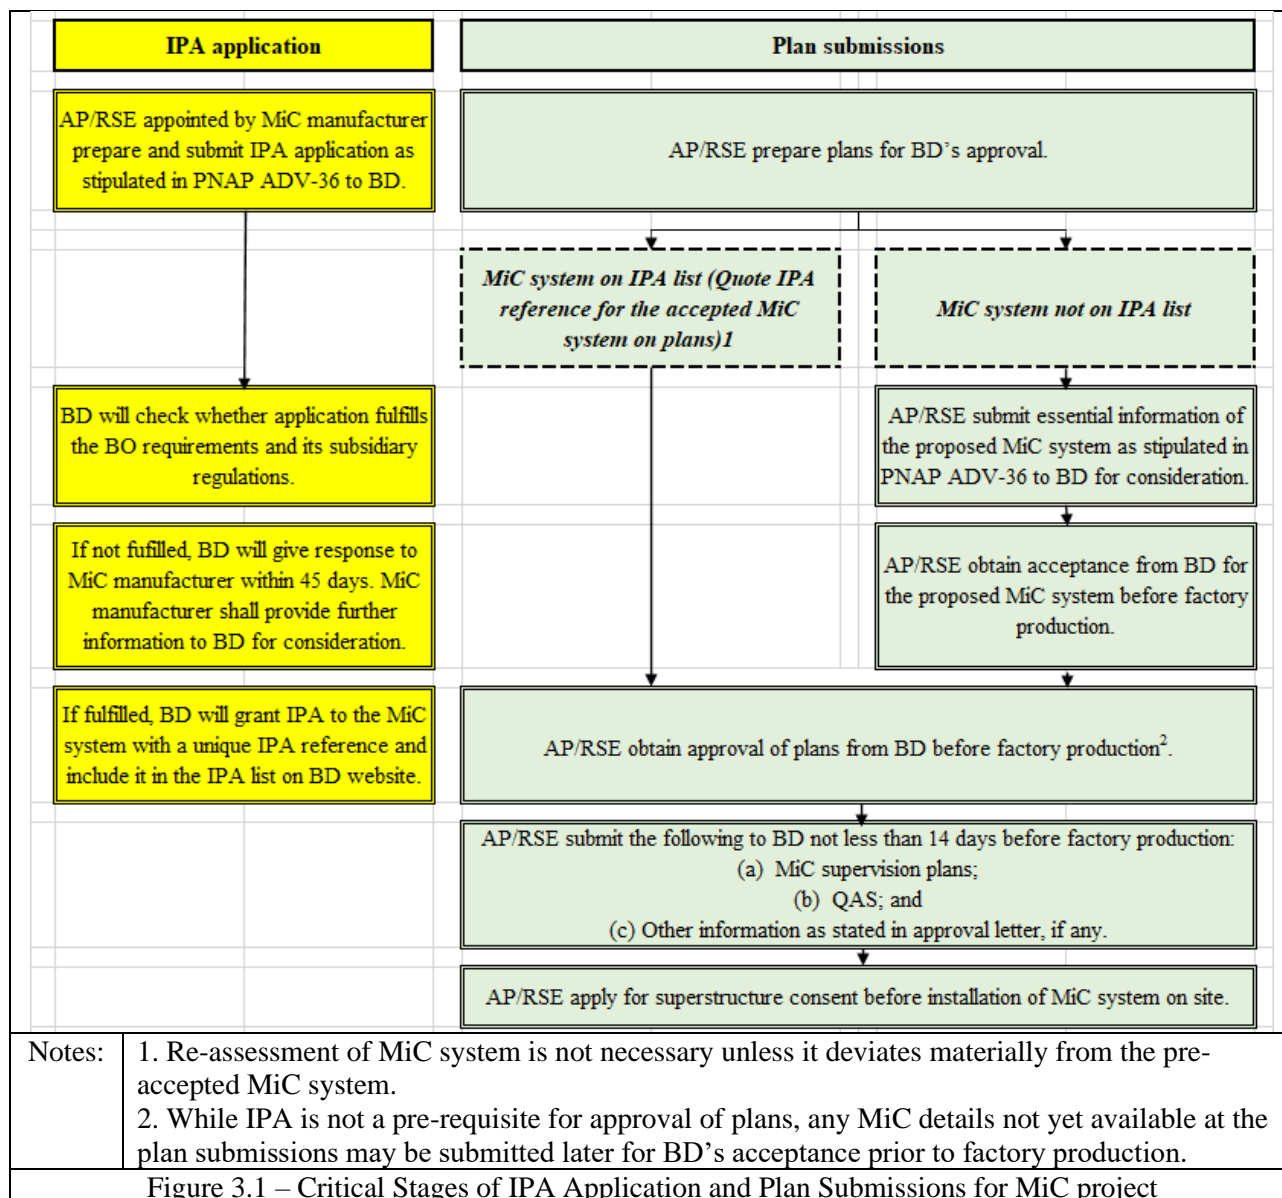 IPA application
Plan submissions
AP/RSE appointed by MiC manufacturer
prepare and submit IPA application as
stipulated in PNAP ADV-36 to BD.
AP/RSE prepare plans for BD’s approval.
MiC system on IPA list (Quote IPA
reference for the accepted MiC
system on plans)1
MiC system not on IPA list
BD will check whether application fulfills
the BO requirements and its subsidiary
regulations.
AP/RSE submit essential information of
the proposed MiC system as stipulated in
PNAP ADV-36 to BD for consideration.
If not fufilled, BD will give response to
MiC manufacturer within 45 days. MiC
manufacturer shall provide further
information to BD for consideration.
AP/RSE obtain acceptance from BD for
the proposed MiC system before factory
production.
If fulfilled, BD will grant IPA to the MiC
system with a unique IPA reference and
include it in the IPA list on BD website.
AP/RSE obtain approval of plans from BD before factory production2.
AP/RSE submit the following to BD not less than 14 days before factory production:
(a) MiC supervision plans;
(b) QAS; and
(c) Other information as stated in approval letter, if any.
AP/RSE apply for superstructure consent before installation of MiC system on site.
Notes:
1. Re-assessment of MiC system is not necessary unless it deviates materially from the pre-
accepted MiC system.
2. While IPA is not a pre-requisite for approval of plans, any MiC details not yet available at the
plan submissions may be submitted later for BD’s acceptance prior to factory production.
Figure 3.1 – Critical Stages of IPA Application and Plan Submissions for MiC project